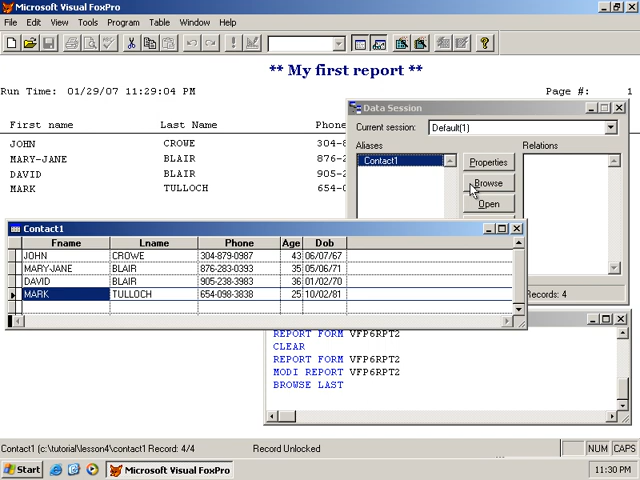 Microsoft Visual FoxPro
File Edit View Tools Program Table Window Help
** My first report **
Run Time: 01/29/07 11:29:04 PM Page #: 1
First name Last Name Phone
JOHN CROWE 304-8
MARY-JANE BLAIR 876-2
DAVID BLAIR 905-2
MARK TULLOCH 654-0
Data Session
Current session: Default(1)
Aliases Relations
Contact1
Properties
Browse
Open
Records: 4
Contact1
Fname Lname Phone Age Dob
JOHN CROWE 304-879-0987 43 06/07/67
MARY-JANE BLAIR 876-283-0393 35 05/06/71
DAVID BLAIR 905-238-3983 36 01/02/70
MARK TULLOCH 654-098-3838 25 10/02/81
REPORT FORM VFP6RPT2
CLEAR
REPORT FORM VFP6RPT2
MODI REPORT VFP6RPT2
BROWSE LAST
Contact1 (c:\tutorial\lesson4\contact1 Record: 4/4 Record Unlocked NUM CAPS
Start Microsoft Visual FoxPro 11:30 PM